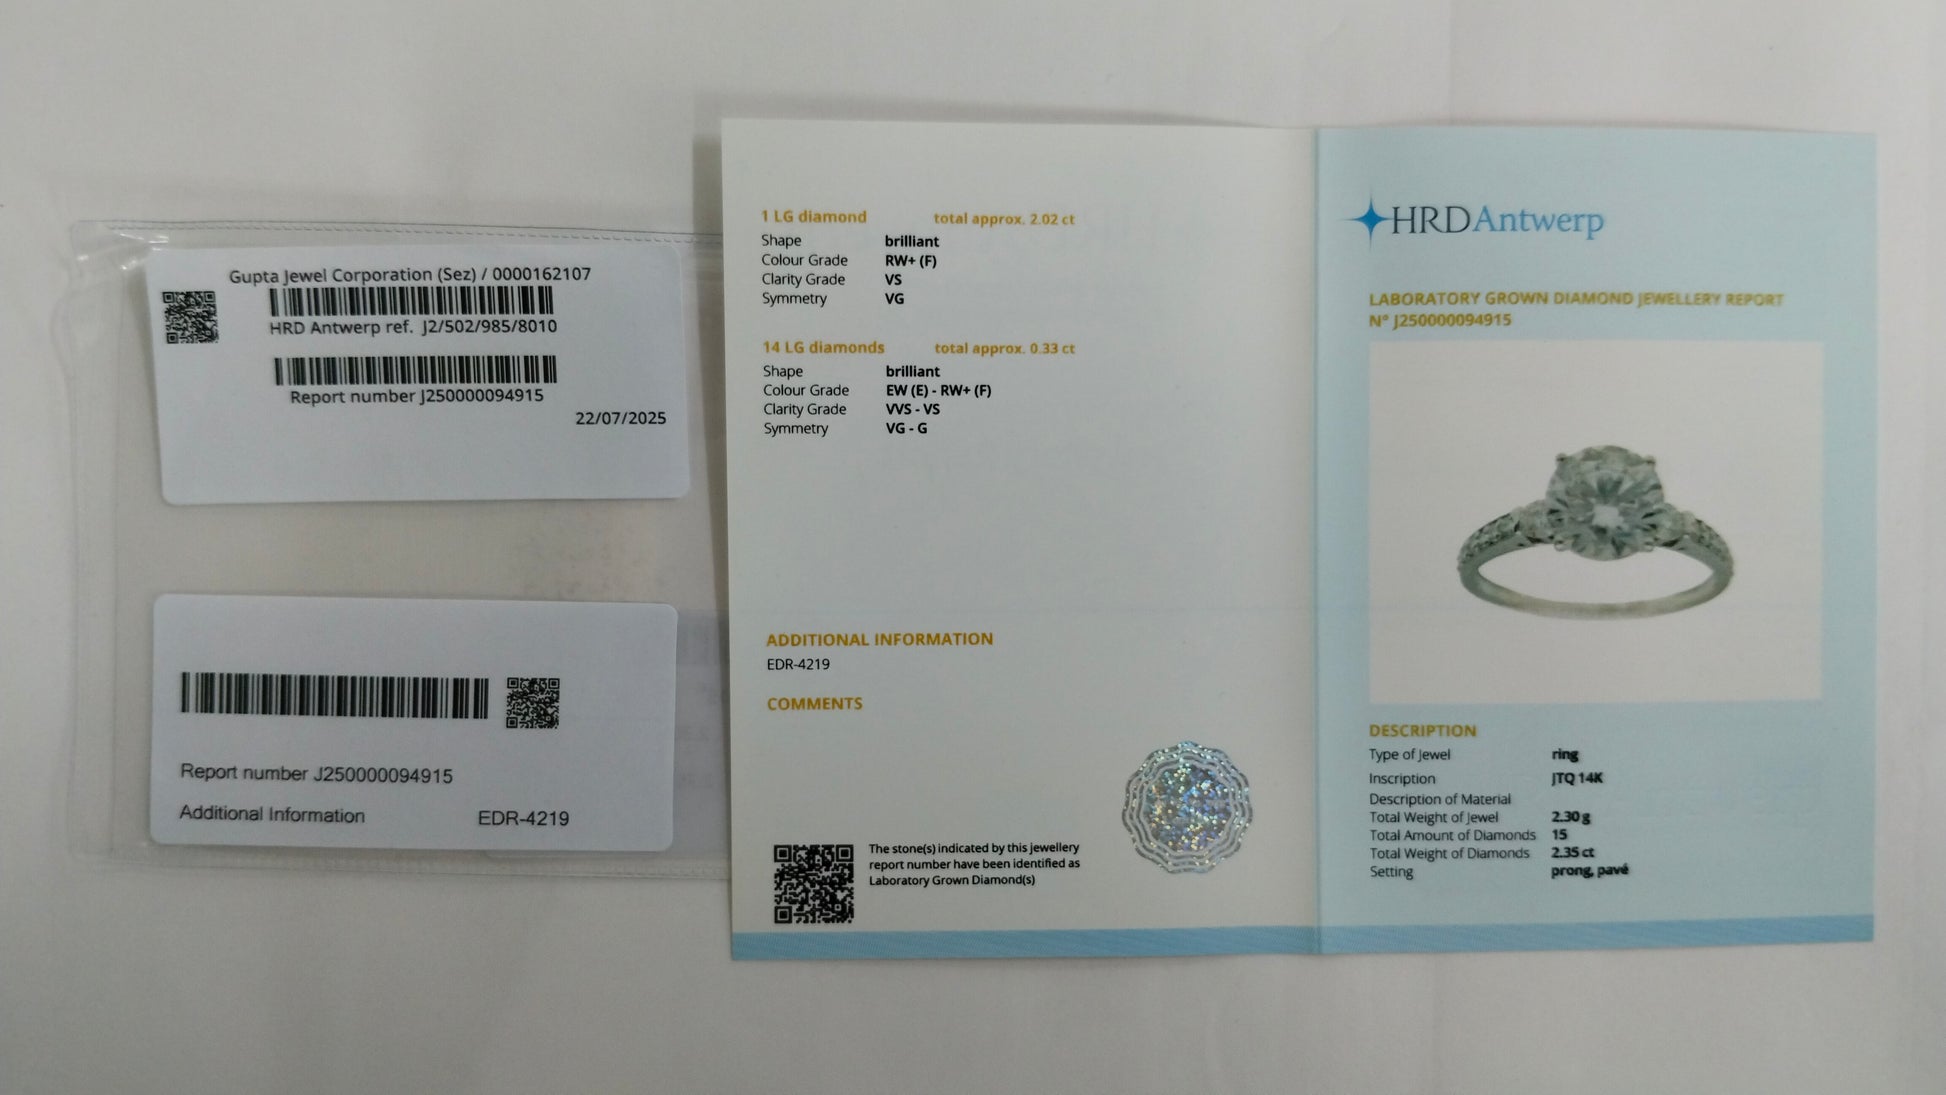 Gupta Jewel Corporation (Sez) / 0000162107
HRD Antwerp ref. J2/502/985/8010
Report number J250000094915
22/07/2025
Report number J250000094915
Additional Information EDR-4219
1 LG diamond total approx. 2.02 ct
Shape brilliant
Colour Grade RW+ (F)
Clarity Grade VS
Symmetry VG
14 LG diamonds total approx. 0.33 ct
Shape brilliant
Colour Grade EW (E) - RW+ (F)
Clarity Grade VVS - VS
Symmetry VG - G
ADDITIONAL INFORMATION
EDR-4219
COMMENTS
The stone(s) indicated by this jewellery
report number have been identified as
Laboratory Grown Diamond(s)
HRD Antwerp
LABORATORY GROWN DIAMOND JEWELLERY REPORT
N° J250000094915
DESCRIPTION
Type of Jewel ring
Inscription JTQ 14K
Description of Material
Total Weight of Jewel 2.30 g
Total Amount of Diamonds 15
Total Weight of Diamonds 2.35 ct
Setting prong, pavé